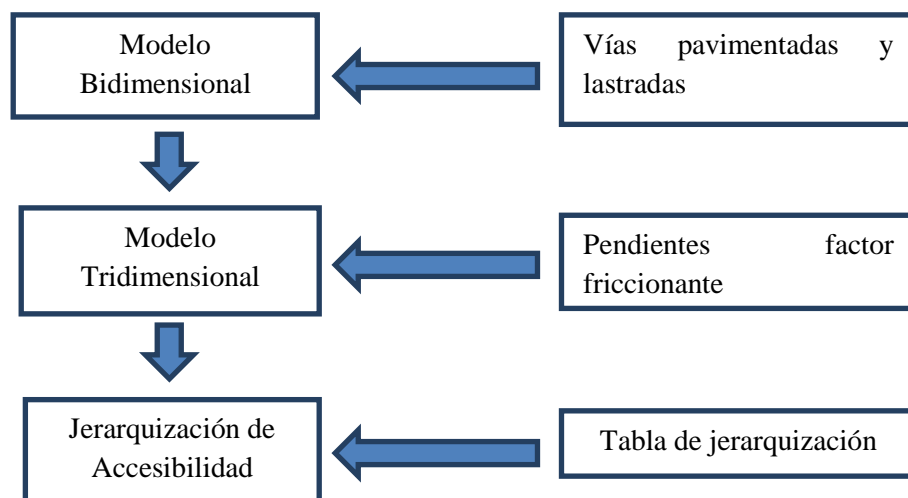 Modelo
Bidimensional
Vías pavimentadas y
lastradas
Modelo
Tridimensional
Pendientes factor
friccionante
Jerarquización de
Accesibilidad
Tabla de jerarquización